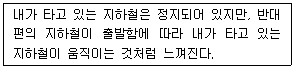 내가 타고 있는 지하철은 정지되어 있지만, 반대
편의 지하철이 출발함에 따라 내가 타고 있는
지하철이 움직이는 것처럼 느껴진다.